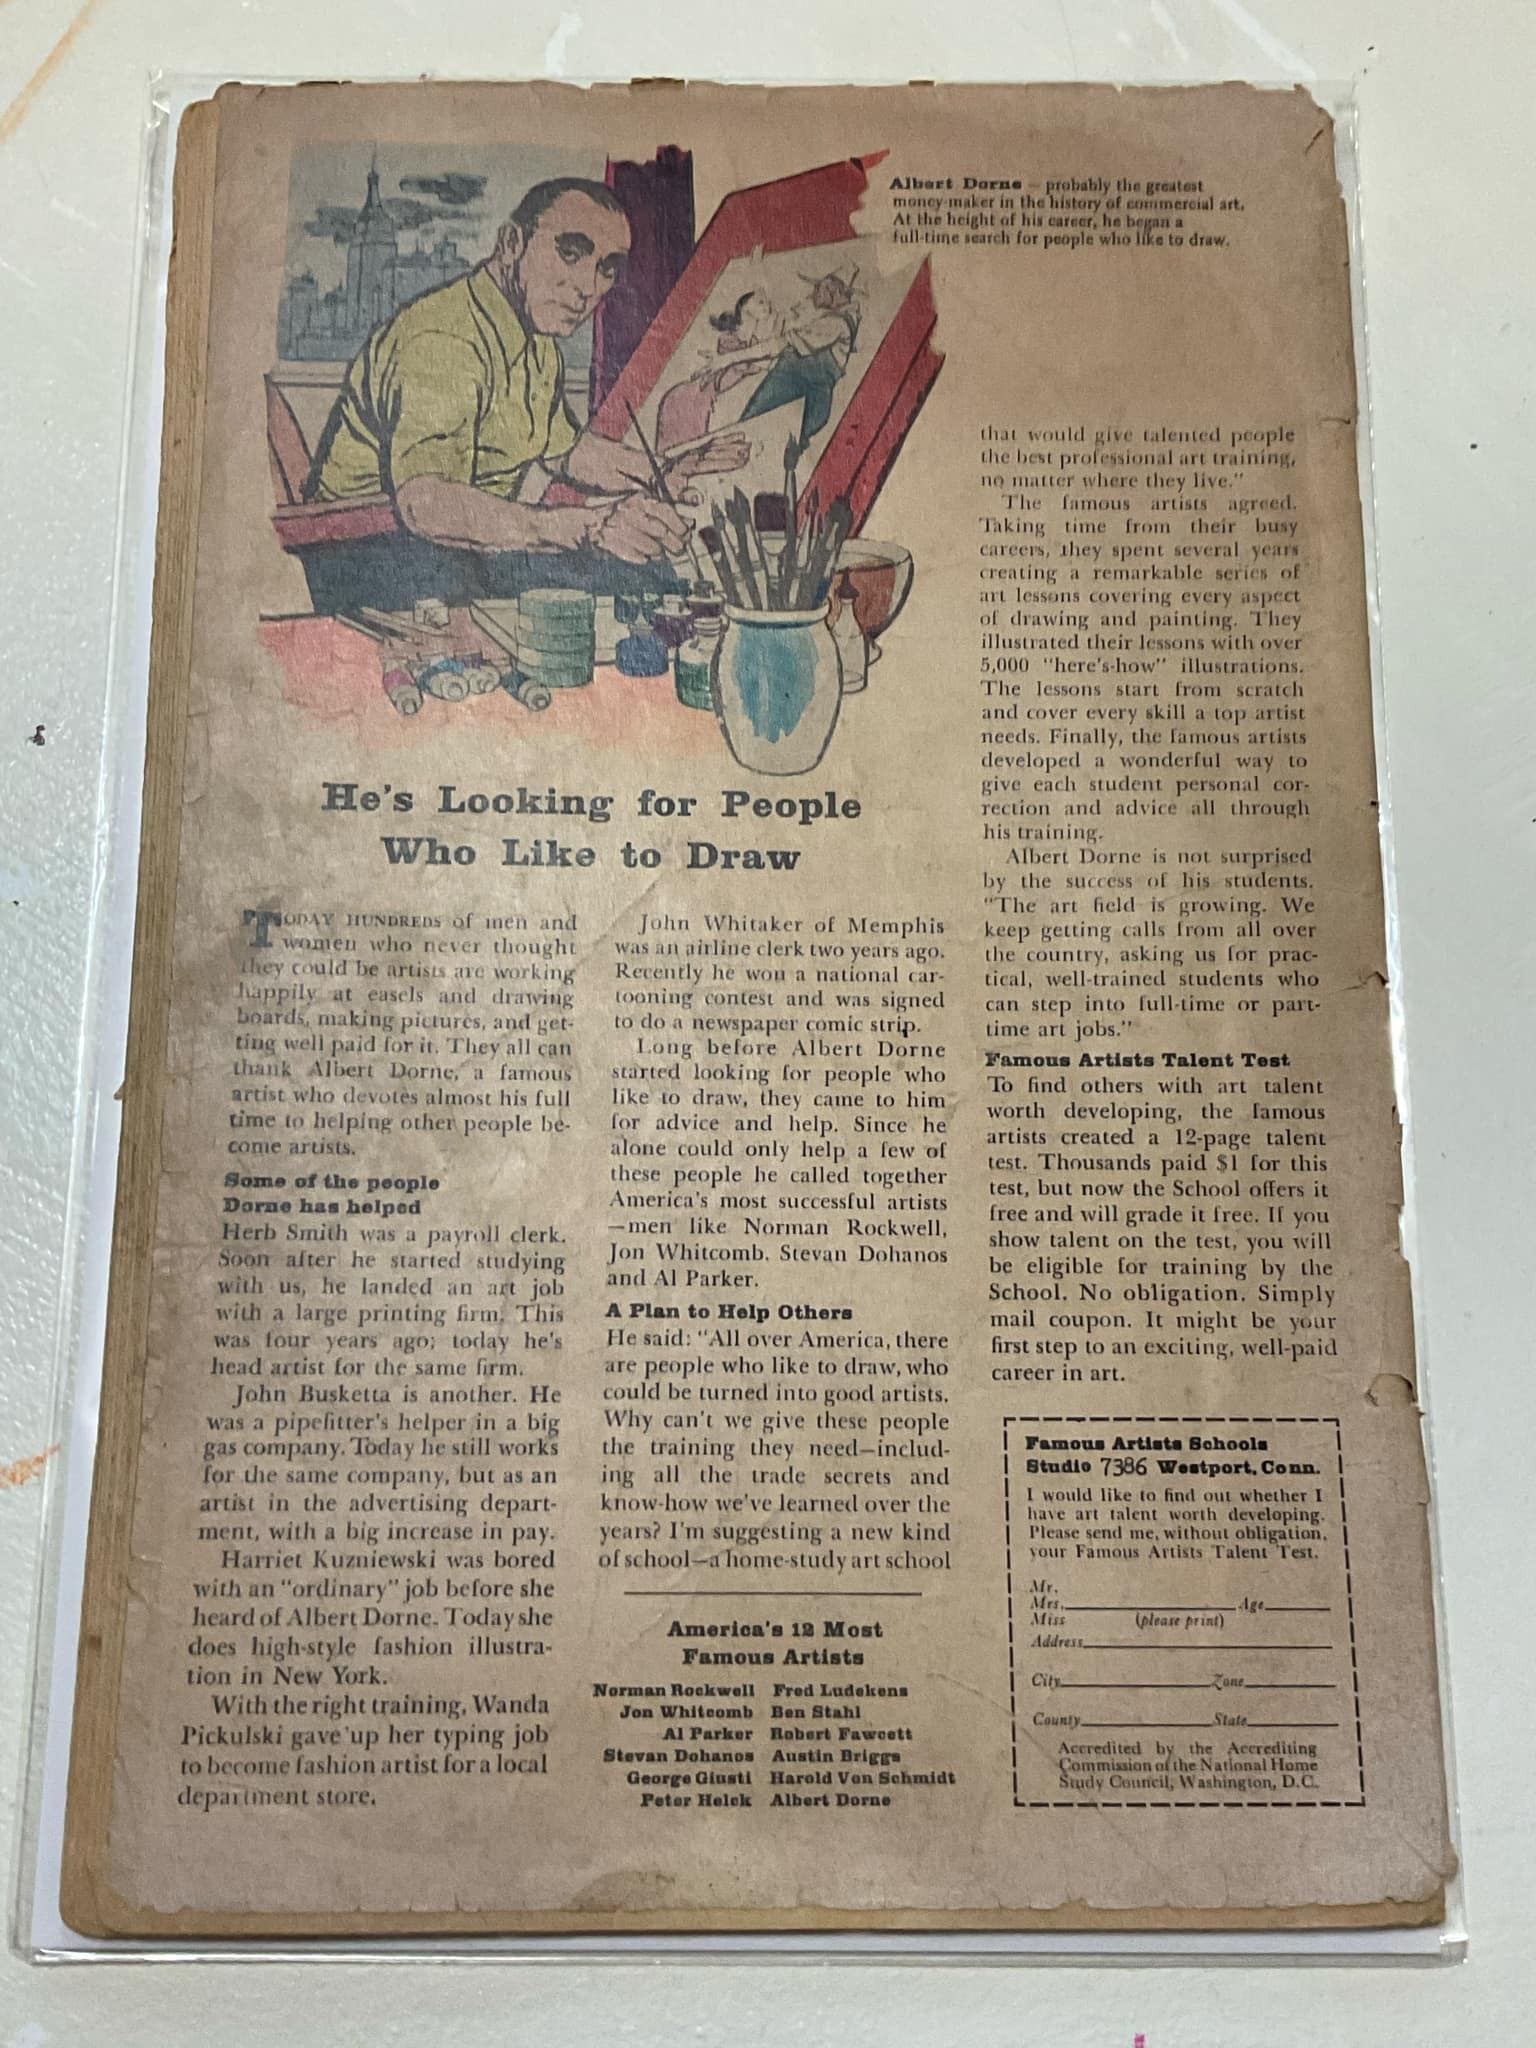 Albert Dorne – probably the greatest
money-maker in the history of commercial art.
At the height of his career, he began a
full-time search for people who like to draw.
He's Looking for People
Who Like to Draw
TODAY HUNDREDS of men and
women who never thought
they could be artists are working
happily at easels and drawing
boards, making pictures, and get-
ting well paid for it. They all can
thank Albert Dorne, a famous
artist who devotes almost his full
time to helping other people be-
come artists.
Some of the people
Dorne has helped
Herb Smith was a payroll clerk.
Soon after he started studying
with us, he landed an art job
with a large printing firm. This
was four years ago; today he's
head artist for the same firm.
John Busketta is another. He
was a pipefitter's helper in a big
gas company. Today he still works
for the same company, but as an
artist in the advertising depart-
ment, with a big increase in pay.
Harriet Kuzniewski was bored
with an "ordinary" job before she
heard of Albert Dorne. Today she
does high-style fashion illustra-
tion in New York.
With the right training, Wanda
Pickulski gave up her typing job
to become fashion artist for a local
department store.
John Whitaker of Memphis
was an airline clerk two years ago.
Recently he won a national car-
tooning contest and was signed
to do a newspaper comic strip.
Long before Albert Dorne
started looking for people who
like to draw, they came to him
for advice and help. Since he
alone could only help a few of
these people he called together
America's most successful artists
—men like Norman Rockwell,
Jon Whitcomb, Stevan Dohanos
and Al Parker.
A Plan to Help Others
He said: "All over America, there
are people who like to draw, who
could be turned into good artists.
Why can't we give these people
the training they need—includ-
ing all the trade secrets and
know-how we've learned over the
years? I'm suggesting a new kind
of school—a home-study art school
America's 12 Most
Famous Artists
Norman Rockwell Fred Ludekens
Jon Whitcomb Ben Stahl
Al Parker Robert Fawcett
Stevan Dohanos Austin Briggs
George Giusti Harold Von Schmidt
Peter Helck Albert Dorne
that would give talented people
the best professional art training,
no matter where they live."
The famous artists agreed.
Taking time from their busy
careers, they spent several years
creating a remarkable series of
art lessons covering every aspect
of drawing and painting. They
illustrated their lessons with over
5,000 "here's-how" illustrations.
The lessons start from scratch
and cover every skill a top artist
needs. Finally, the famous artists
developed a wonderful way to
give each student personal cor-
rection and advice all through
his training.
Albert Dorne is not surprised
by the success of his students.
"The art field is growing. We
keep getting calls from all over
the country, asking us for prac-
tical, well-trained students who
can step into full-time or part-
time art jobs."
Famous Artists Talent Test
To find others with art talent
worth developing, the famous
artists created a 12-page talent
test. Thousands paid $1 for this
test, but now the School offers it
free and will grade it free. If you
show talent on the test, you will
be eligible for training by the
School. No obligation. Simply
mail coupon. It might be your
first step to an exciting, well-paid
career in art.
Famous Artists Schools
Studio 7386 Westport, Conn.
I would like to find out whether I
have art talent worth developing.
Please send me, without obligation,
your Famous Artists Talent Test.
Mr.
Mrs. Age
Miss (please print)
Address
City Zone
County State
Accredited by the Accrediting
Commission of the National Home
Study Council, Washington, D.C.